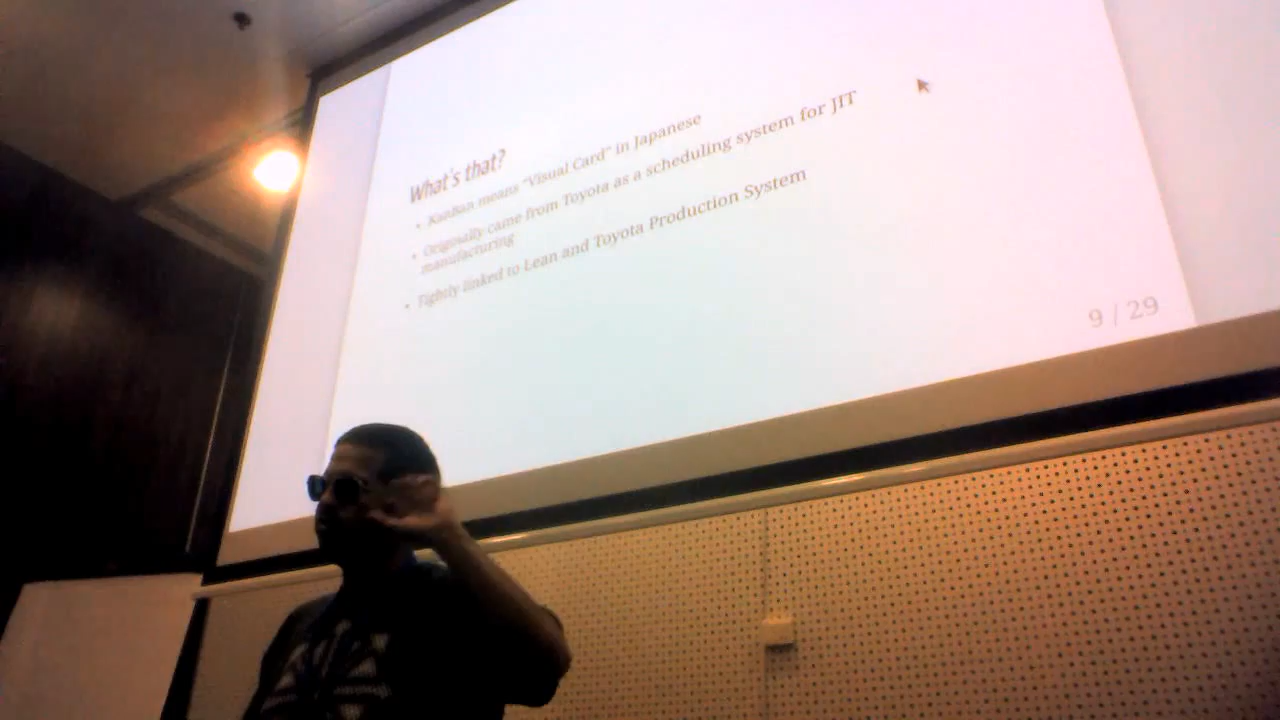 What's that?
• KanBan means "Visual Card" in Japanese
• Originally came from Toyota as a scheduling system for JIT
manufacturing
• Tightly linked to Lean and Toyota Production System
9 / 29